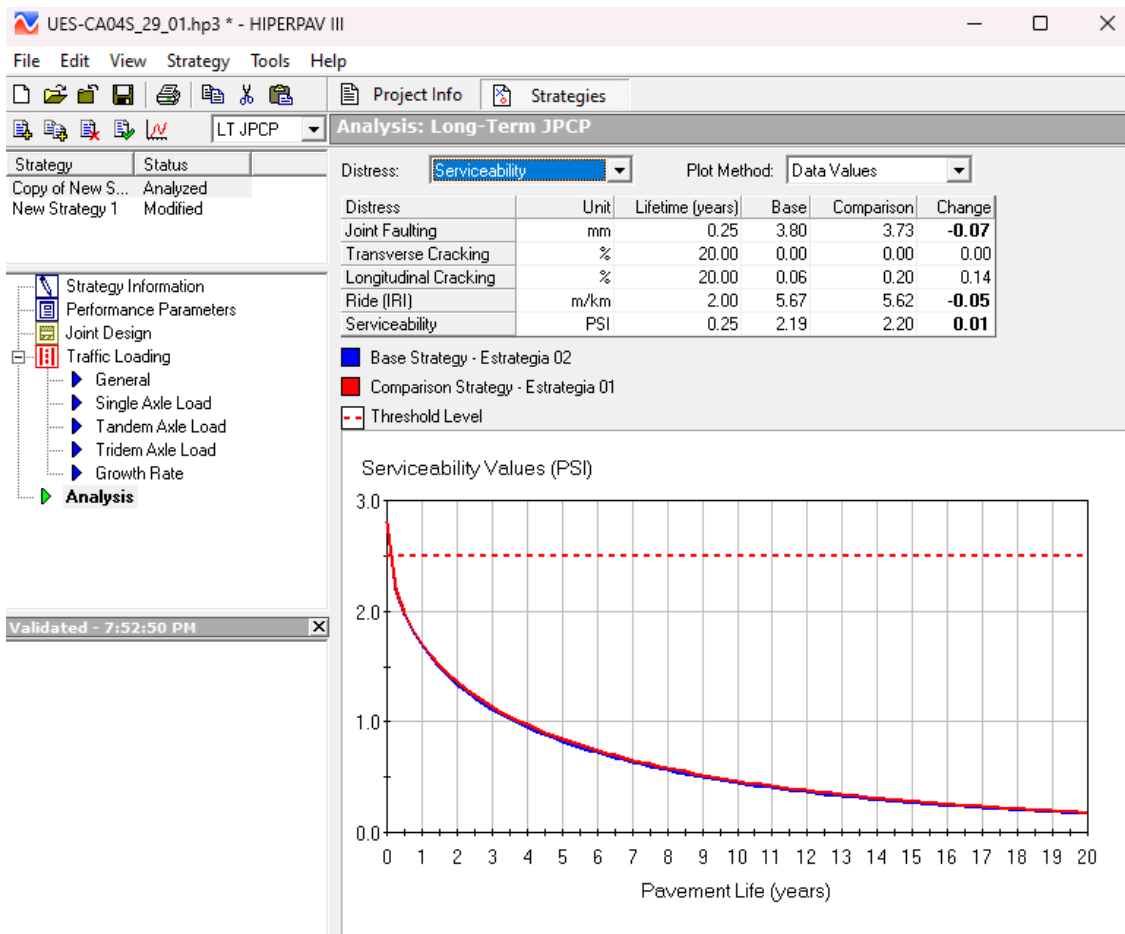 UES-CA04S_29_01.hp3 * - HIPERPAV III
File Edit View Strategy Tools Help
Project Info Strategies
LT JPCP
Analysis: Long-Term JPCP
Strategy Status
Copy of New S... Analyzed
New Strategy 1 Modified
Distress: Serviceability Plot Method: Data Values
Distress Unit Lifetime (years) Base Comparison Change
Joint Faulting mm 0.25 3.80 3.73 -0.07
Transverse Cracking % 20.00 0.00 0.00 0.00
Longitudinal Cracking % 20.00 0.06 0.20 0.14
Ride (IRI) m/km 2.00 5.67 5.62 -0.05
Serviceability PSI 0.25 2.19 2.20 0.01
Strategy Information
Performance Parameters
Joint Design
Traffic Loading
General
Single Axle Load
Tandem Axle Load
Tridem Axle Load
Growth Rate
Analysis
Validated - 7:52:50 PM
Base Strategy - Estrategia 02
Comparison Strategy - Estrategia 01
Threshold Level
Serviceability Values (PSI)
3.0
2.0
1.0
0.0
0 1 2 3 4 5 6 7 8 9 10 11 12 13 14 15 16 17 18 19 20
Pavement Life (years)